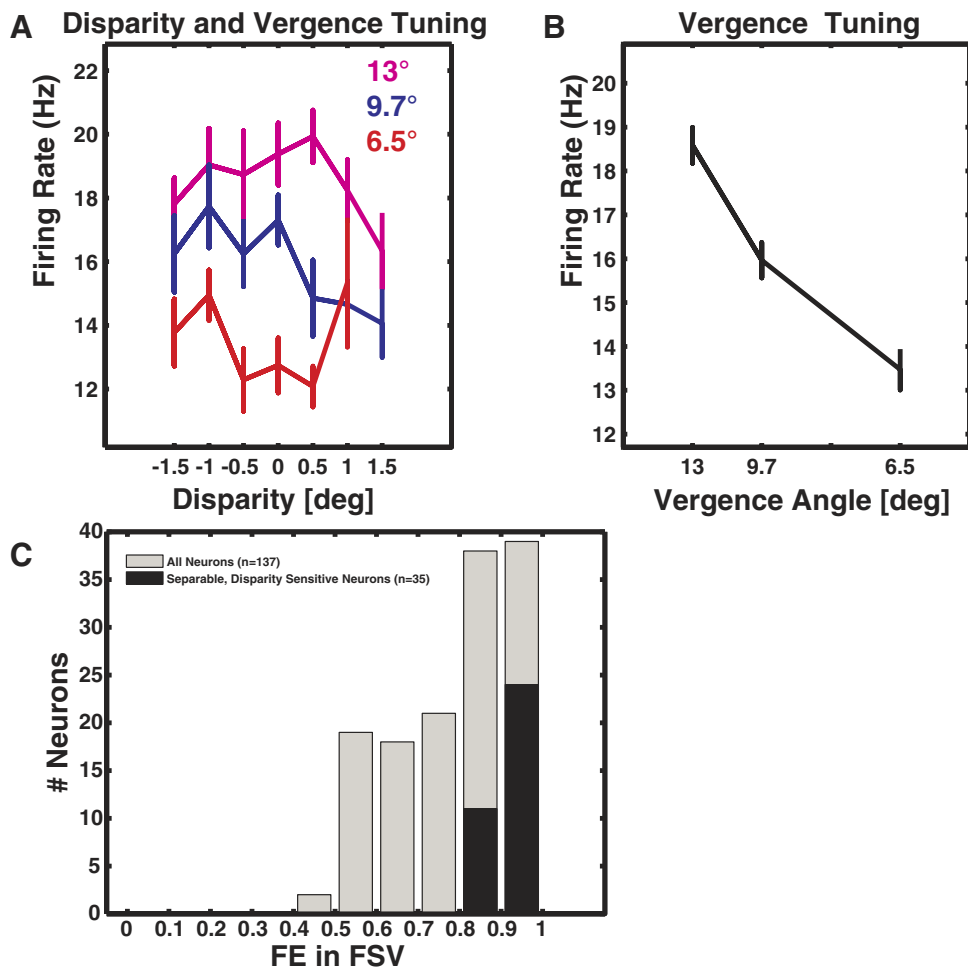 A Disparity and Vergence Tuning
13°
9.7°
6.5°
Firing Rate (Hz)
22
20
18
16
14
12
-1.5 -1 -0.5 0 0.5 1 1.5
Disparity [deg]
B Vergence Tuning
Firing Rate (Hz)
20
19
18
17
16
15
14
13
12
13 9.7 6.5
Vergence Angle [deg]
C
All Neurons (n=137)
Separable, Disparity Sensitive Neurons (n=35)
# Neurons
40
35
30
25
20
15
10
5
0
0 0.1 0.2 0.3 0.4 0.5 0.6 0.7 0.8 0.9 1
FE in FSV